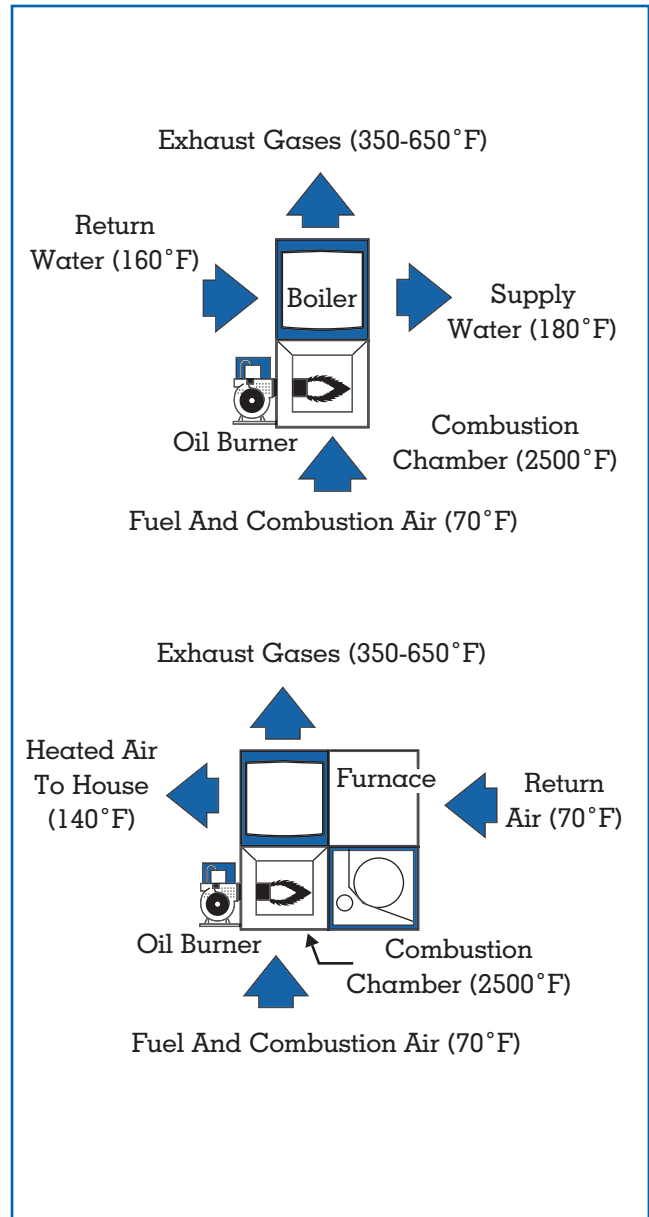 Exhaust Gases (350-650˚F)
Return
Water (160˚F)
Boiler
Supply
Water (180˚F)
Oil Burner
Combustion
Chamber (2500˚F)
Fuel And Combustion Air (70˚F)
Exhaust Gases (350-650˚F)
Heated Air
To House
(140˚F)
Furnace
Return
Air (70˚F)
Oil Burner
Combustion
Chamber (2500˚F)
Fuel And Combustion Air (70˚F)